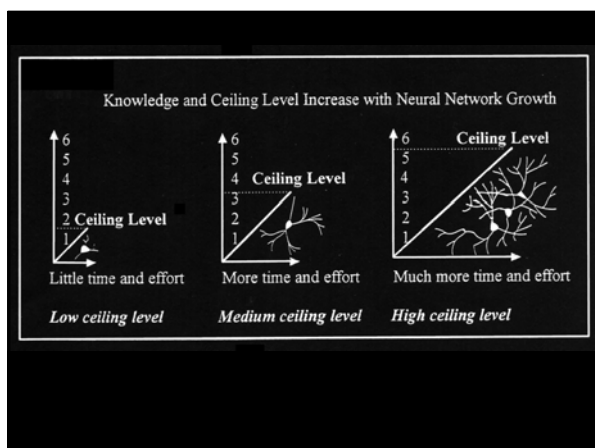 Knowledge and Ceiling Level Increase with Neural Network Growth
6
5
4
3
2
1
Ceiling Level
Little time and effort
Low ceiling level
6
5
4
3
2
1
Ceiling Level
More time and effort
Medium ceiling level
6
5
4
3
2
1
Ceiling Level
Much more time and effort
High ceiling level